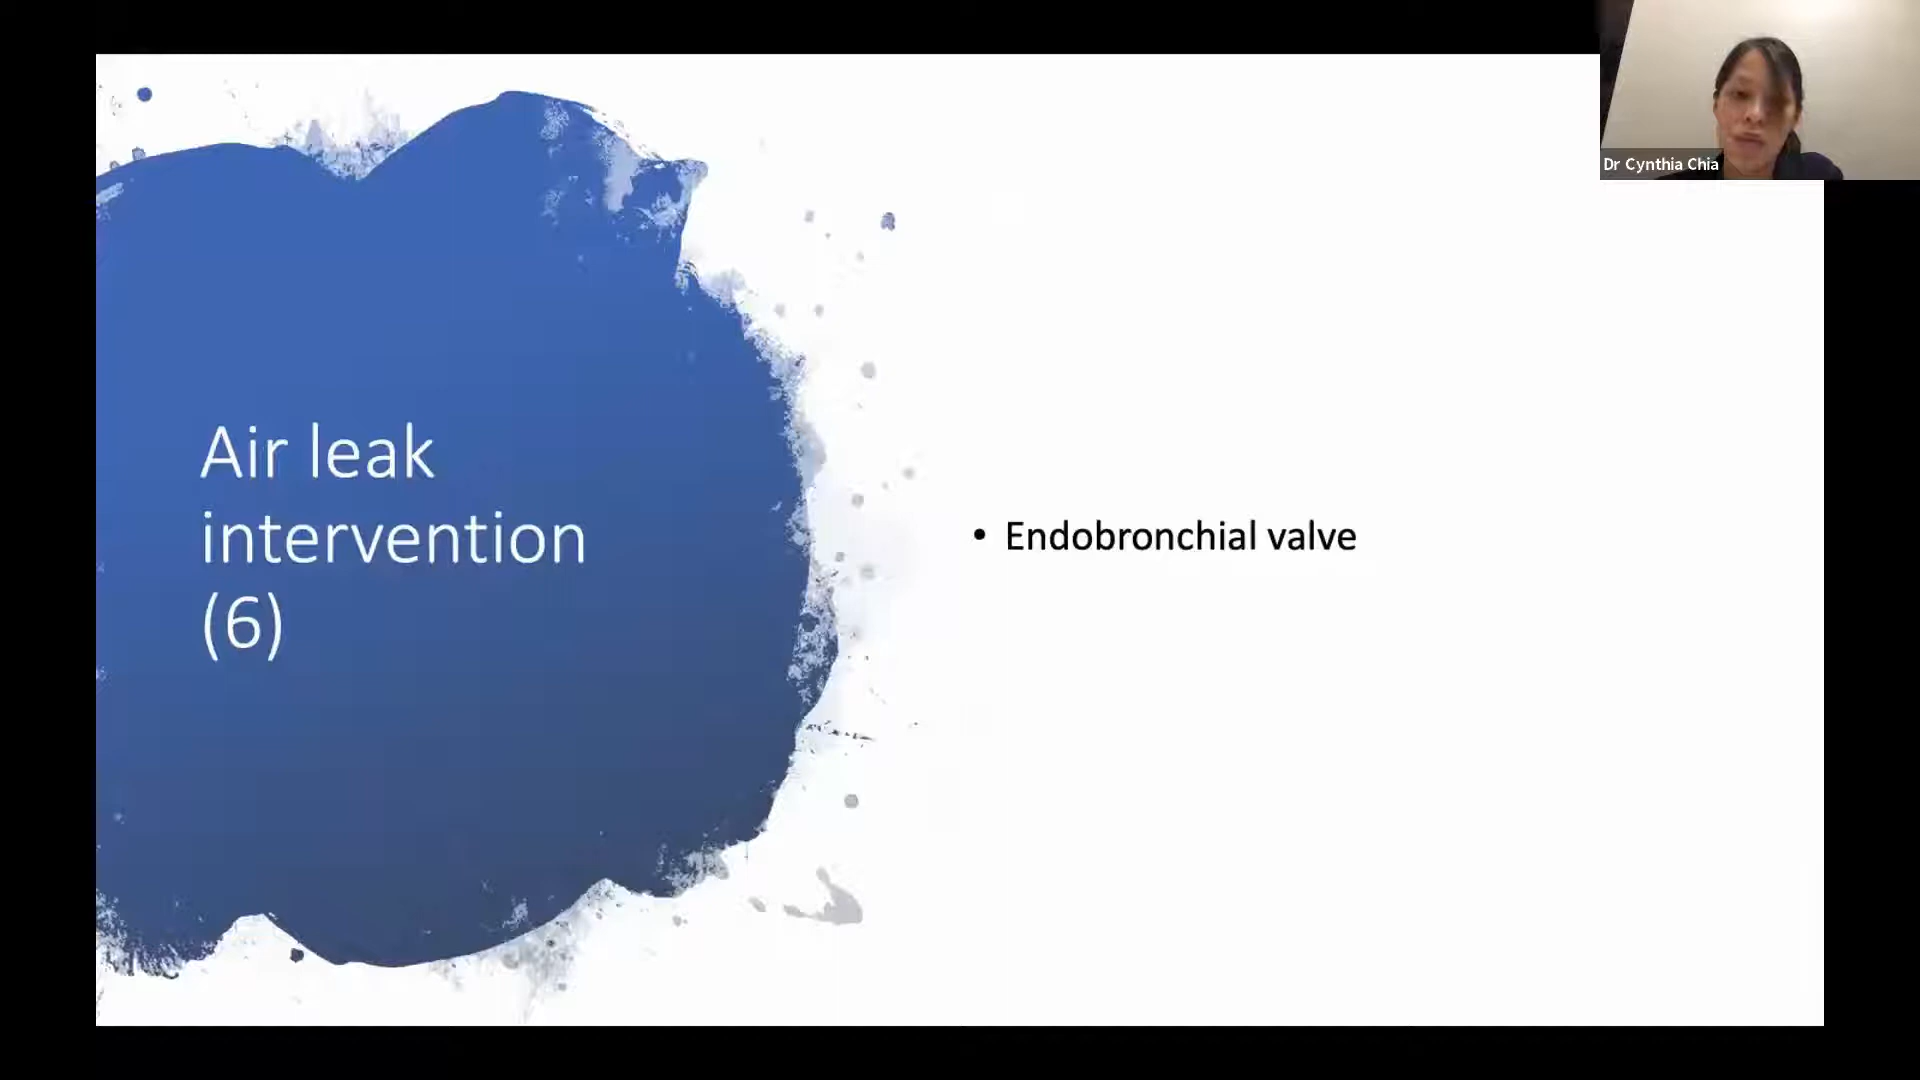 Dr Cynthia Chia
Air leak
intervention
(6)
• Endobronchial valve